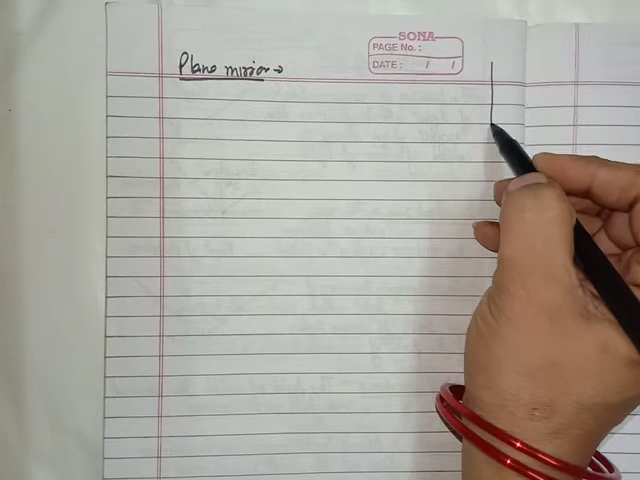 SONA
PAGE No. :
DATE : / /
Plane mirror →